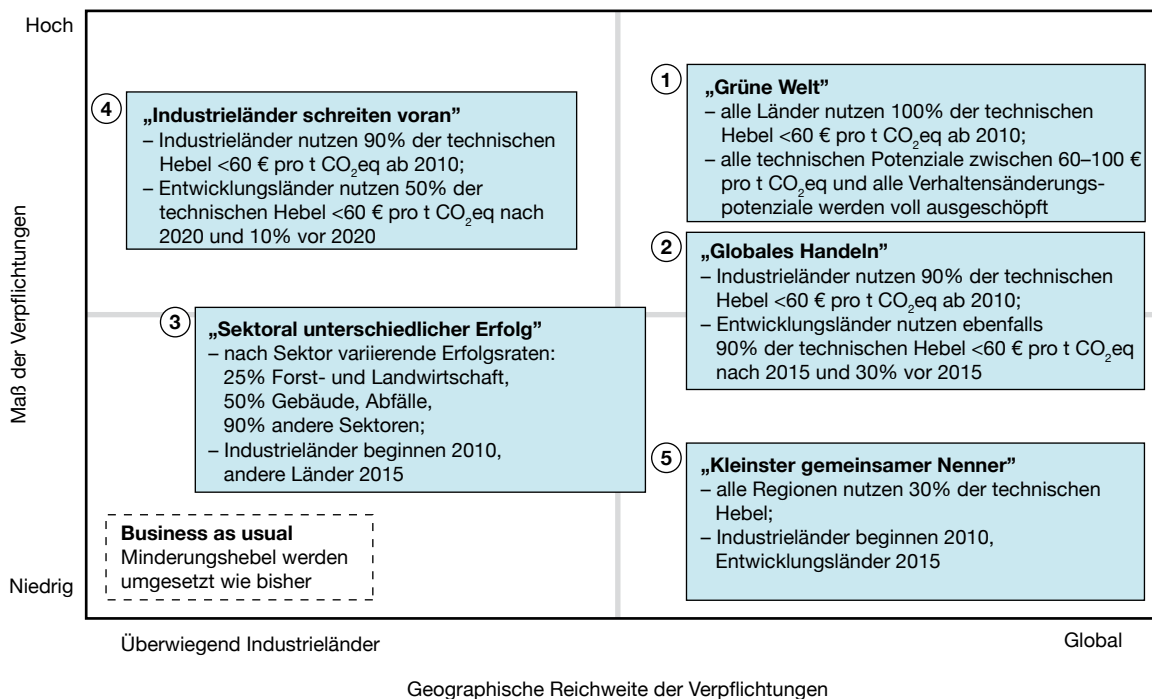 Hoch
Maß der Verpflichtungen
Niedrig
4
„Industrieländer schreiten voran”
– Industrieländer nutzen 90% der technischen
Hebel <60 € pro t CO₂eq ab 2010;
– Entwicklungsländer nutzen 50% der
technischen Hebel <60 € pro t CO₂eq nach
2020 und 10% vor 2020
1
„Grüne Welt”
– alle Länder nutzen 100% der technischen
Hebel <60 € pro t CO₂eq ab 2010;
– alle technischen Potenziale zwischen 60–100 €
pro t CO₂eq und alle Verhaltensänderungs-
potenziale werden voll ausgeschöpft
2
„Globales Handeln”
– Industrieländer nutzen 90% der technischen
Hebel <60 € pro t CO₂eq ab 2010;
– Entwicklungsländer nutzen ebenfalls
90% der technischen Hebel <60 € pro t CO₂eq
nach 2015 und 30% vor 2015
3
„Sektoral unterschiedlicher Erfolg”
– nach Sektor variierende Erfolgsraten:
25% Forst- und Landwirtschaft,
50% Gebäude, Abfälle,
90% andere Sektoren;
– Industrieländer beginnen 2010,
andere Länder 2015
5
„Kleinster gemeinsamer Nenner”
– alle Regionen nutzen 30% der technischen
Hebel;
– Industrieländer beginnen 2010,
Entwicklungsländer 2015
Business as usual
Minderungshebel werden
umgesetzt wie bisher
Überwiegend Industrieländer
Global
Geographische Reichweite der Verpflichtungen